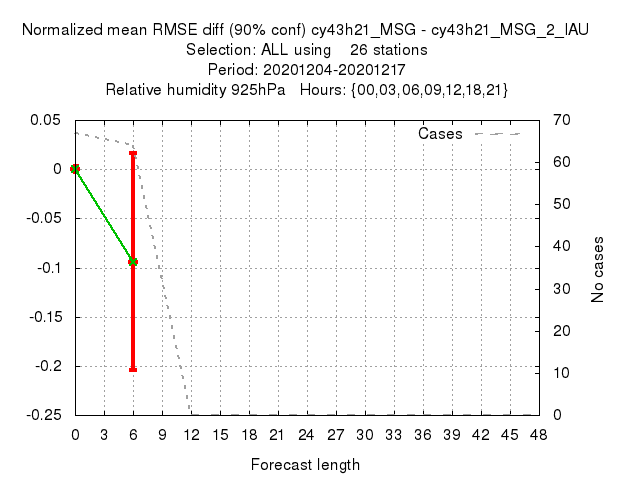 Normalized mean RMSE diff (90% conf) cy43h21_MSG - cy43h21_MSG_2_IAU
Selection: ALL using    26 stations
Period: 20201204-20201217
Relative humidity 925hPa   Hours: {00,03,06,09,12,18,21}
0.05 70
Cases
0 60
-0.05 50
-0.1 40
-0.15 30
-0.2 20
-0.25 10
0
No cases
0 3 6 9 12 15 18 21 24 27 30 33 36 39 42 45 48
Forecast length